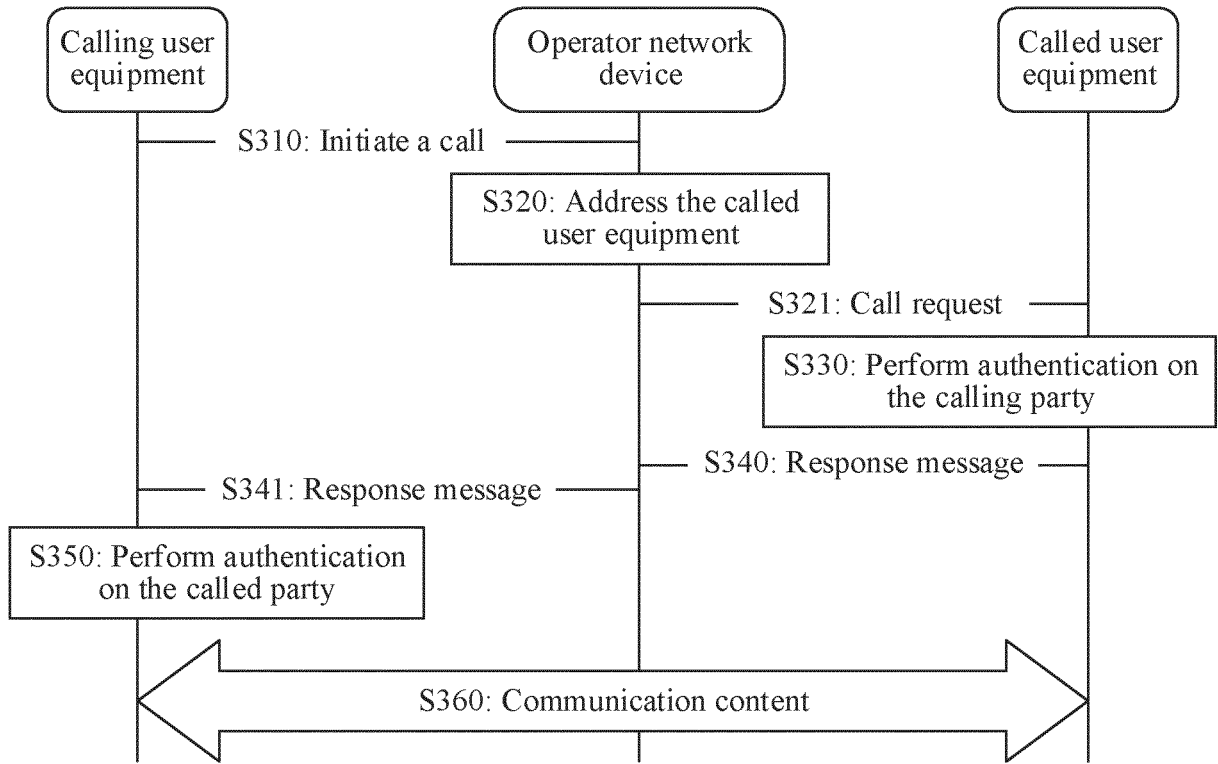 Calling user
equipment
Operator network
device
Called user
equipment
S310: Initiate a call
S320: Address the called
user equipment
S321: Call request
S330: Perform authentication on
the calling party
S340: Response message
S341: Response message
S350: Perform authentication
on the called party
S360: Communication content